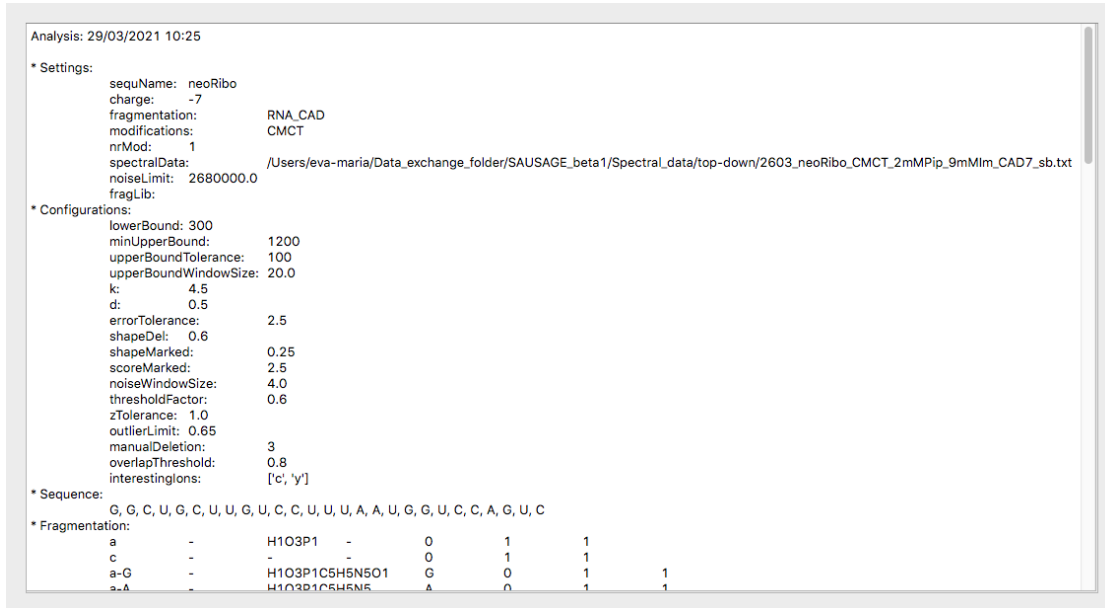 Analysis: 29/03/2021 10:25
* Settings:
sequName: neoRibo
charge: -7
fragmentation: RNA_CAD
modifications: CMCT
nrMod: 1
spectralData: /Users/eva-maria/Data_exchange_folder/SAUSAGE_beta1/Spectral_data/top-down/2603_neoRibo_CMCT_2mMPip_9mMIm_CAD7_sb.txt
noiseLimit: 2680000.0
fragLib:
* Configurations:
lowerBound: 300
minUpperBound: 1200
upperBoundTolerance: 100
upperBoundWindowSize: 20.0
k: 4.5
d: 0.5
errorTolerance: 2.5
shapeDel: 0.6
shapeMarked: 0.25
scoreMarked: 2.5
noiseWindowSize: 4.0
thresholdFactor: 0.6
zTolerance: 1.0
outlierLimit: 0.65
manualDeletion: 3
overlapThreshold: 0.8
interestingIons: ['c', 'y']
* Sequence:
G, G, C, U, G, C, U, U, G, U, C, C, U, U, U, A, A, U, G, G, U, C, C, A, G, U, C
* Fragmentation:
a - H1O3P1 - 0 1 1
c - - - 0 1 1
a-G - H1O3P1C5H5N5O1 G 0 1 1
a-A - H1O3P1C5H5N5 A 0 1 1